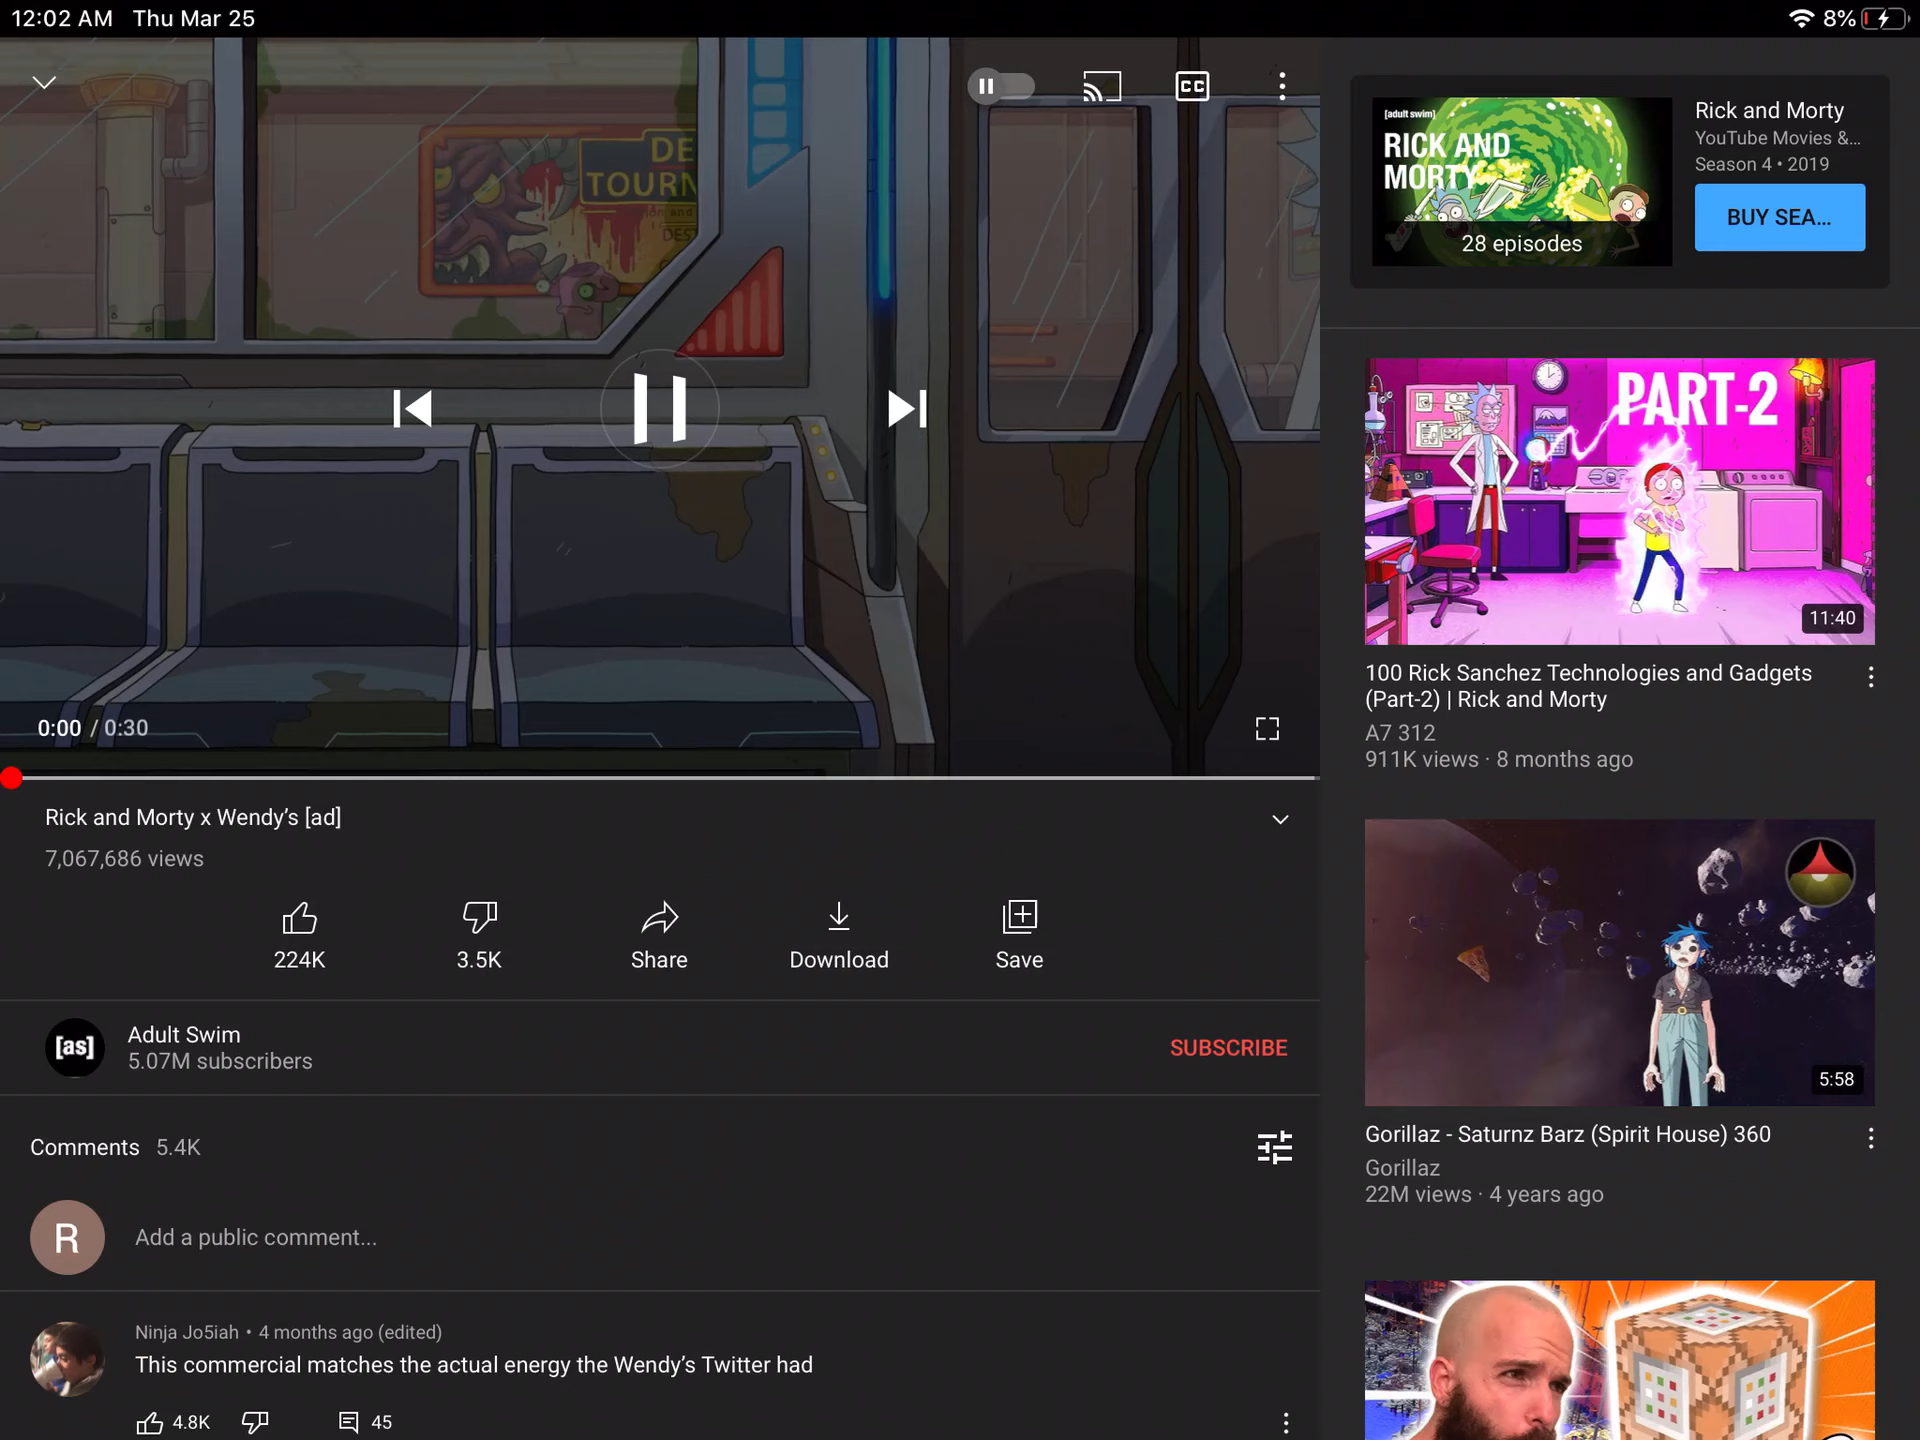 12:02 AM Thu Mar 25
8%
DE
TOURN
DES
CC
0:00 / 0:30
Rick and Morty x Wendy’s [ad]
7,067,686 views
224K
3.5K
Share
Download
Save
[as]
Adult Swim
5.07M subscribers
SUBSCRIBE
Comments 5.4K
R
Add a public comment...
Ninja Jo5iah • 4 months ago (edited)
This commercial matches the actual energy the Wendy’s Twitter had
4.8K
45
[adult swim]
RICK AND
MORTY
28 episodes
Rick and Morty
YouTube Movies &...
Season 4 • 2019
BUY SEA...
PART-2
11:40
100 Rick Sanchez Technologies and Gadgets
(Part-2) | Rick and Morty
A7 312
911K views · 8 months ago
5:58
Gorillaz - Saturnz Barz (Spirit House) 360
Gorillaz
22M views · 4 years ago